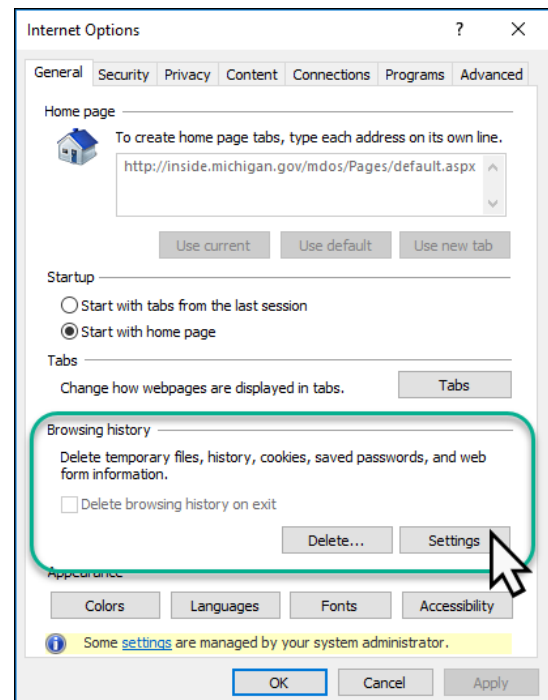 Internet Options ?
General Security Privacy Content Connections Programs Advanced
Home page
To create home page tabs, type each address on its own line.
http://inside.michigan.gov/mdos/Pages/default.aspx
Use current Use default Use new tab
Startup
Start with tabs from the last session
Start with home page
Tabs
Change how webpages are displayed in tabs. Tabs
Browsing history
Delete temporary files, history, cookies, saved passwords, and web
form information.
Delete browsing history on exit
Delete... Settings
Appearance
Colors Languages Fonts Accessibility
Some settings are managed by your system administrator.
OK Cancel Apply